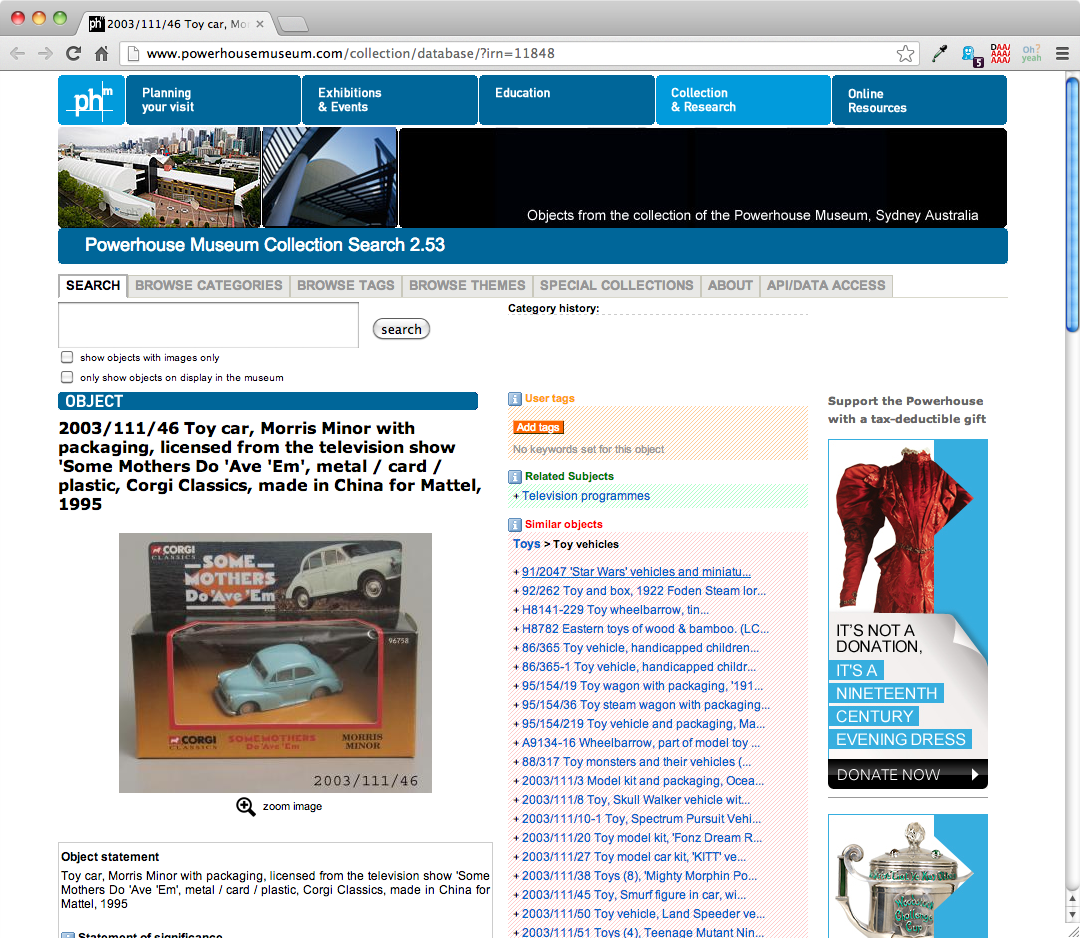 2003/111/46 Toy car, Mor
www.powerhousemuseum.com/collection/database/?irn=11848
5
DAA
AAA/
AAA/
Oh?
yeah
phm
Planning
your visit
Exhibitions
& Events
Education
Collection
& Research
Online
Resources
Objects from the collection of the Powerhouse Museum, Sydney Australia
Powerhouse Museum Collection Search 2.53
SEARCH
BROWSE CATEGORIES
BROWSE TAGS
BROWSE THEMES
SPECIAL COLLECTIONS
ABOUT
API/DATA ACCESS
search
Category history:
show objects with images only
only show objects on display in the museum
OBJECT
2003/111/46 Toy car, Morris Minor with
packaging, licensed from the television show
'Some Mothers Do 'Ave 'Em', metal / card /
plastic, Corgi Classics, made in China for Mattel,
1995
CORGI
CLASSICS
SOME
MOTHERS
Do 'Ave 'Em
96758
CORGI
CLASSICS
SOME MOTHERS
Do 'Ave 'Em
MORRIS
MINOR
2003/111/46
zoom image
Object statement
Toy car, Morris Minor with packaging, licensed from the television show 'Some
Mothers Do 'Ave 'Em', metal / card / plastic, Corgi Classics, made in China for
Mattel, 1995
Statement of significance
User tags
Add tags
No keywords set for this object
Related Subjects
+ Television programmes
Similar objects
Toys > Toy vehicles
+ 91/2047 'Star Wars' vehicles and miniatu...
+ 92/262 Toy and box, 1922 Foden Steam lor...
+ H8141-229 Toy wheelbarrow, tin...
+ H8782 Eastern toys of wood & bamboo. (LC...
+ 86/365 Toy vehicle, handicapped children...
+ 86/365-1 Toy vehicle, handicapped childr...
+ 95/154/19 Toy wagon with packaging, '191...
+ 95/154/36 Toy steam wagon with packaging...
+ 95/154/219 Toy vehicle and packaging, Ma...
+ A9134-16 Wheelbarrow, part of model toy ...
+ 88/317 Toy monsters and their vehicles (...
+ 2003/111/3 Model kit and packaging, Ocea...
+ 2003/111/8 Toy, Skull Walker vehicle wit...
+ 2003/111/10-1 Toy, Spectrum Pursuit Vehi...
+ 2003/111/20 Toy model kit, 'Fonz Dream R...
+ 2003/111/27 Toy model car kit, 'KITT' ve...
+ 2003/111/38 Toys (8), 'Mighty Morphin Po...
+ 2003/111/45 Toy, Smurf figure in car, wi...
+ 2003/111/50 Toy vehicle, Land Speeder ve...
+ 2003/111/51 Toys (4), Teenage Mutant Nin...
Support the Powerhouse
with a tax-deductible gift
IT'S NOT A
DONATION,
IT'S A
NINETEENTH
CENTURY
EVENING DRESS
DONATE NOW
Woodend
Challenge
Cup